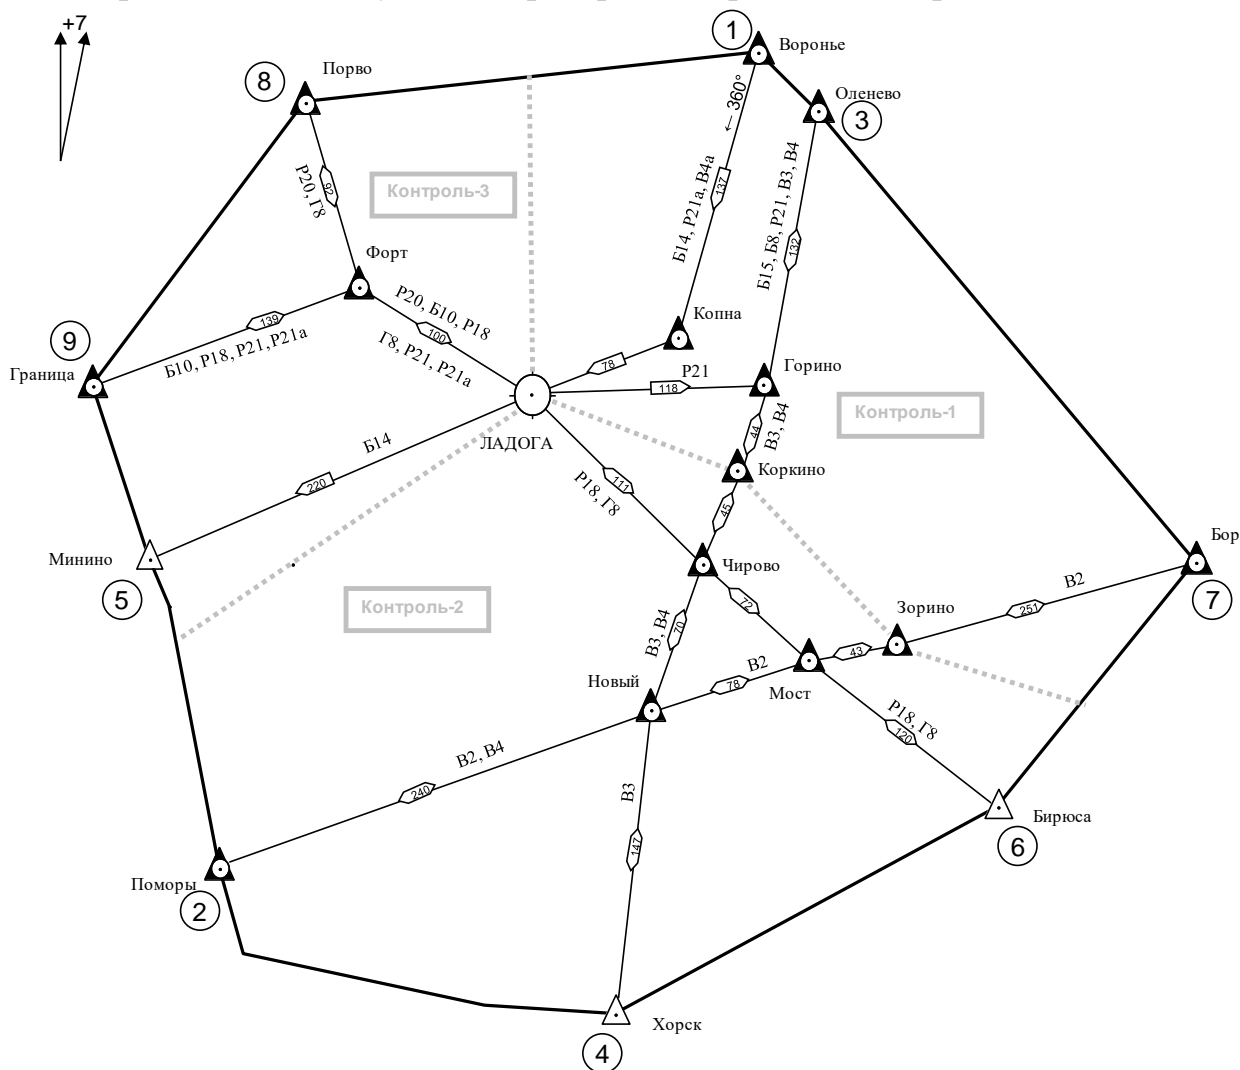 +7
1
Воронье
8
Порво
Оленево
3
← 360°
137
Б14, Р21а, В4а
Б15, Б8, Р21, В3, В4
132
92
Р20, Г8
Контроль-3
Форт
Р20, Б10, Р18
100
Г8, Р21, Р21а
Копна
9
139
Б10, Р18, Р21, Р21а
Граница
78
Р21
118
Горино
Контроль-1
44
В3, В4
ЛАДОГА
Б14
220
Коркино
111
Р18, Г8
45
Минино
5
Чирово
Бор
7
В2
251
Контроль-2
72
Зорино
70
В3, В4
43
Новый
В2
78
Мост
Р18, Г8
120
В2, В4
240
В3
147
Бирюса
6
Поморы
2
Хорск
4